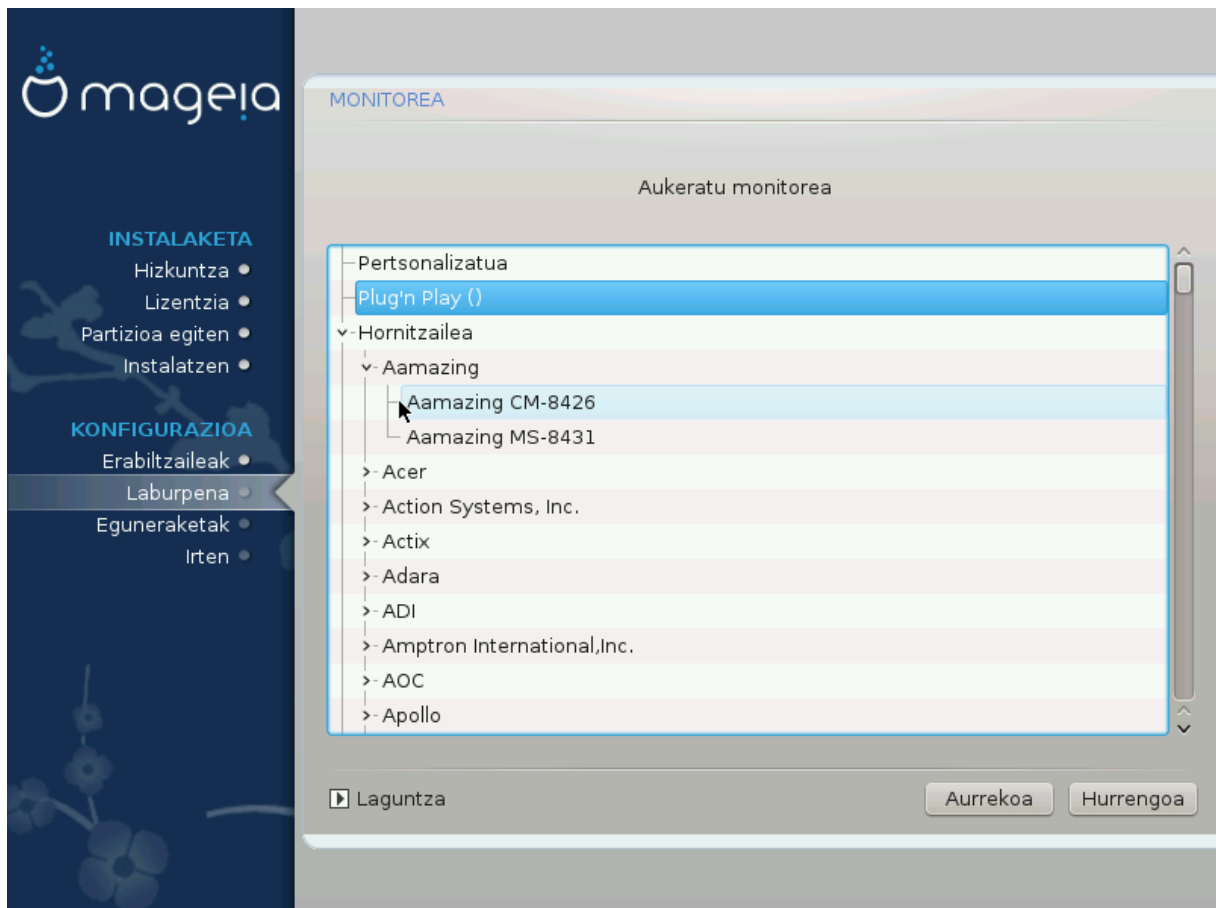 mageia
INSTALAKETA
Hizkuntza
Lizentzia
Partizioa egiten
Instalatzen
KONFIGURAZIOA
Erabiltzaileak
Laburpena
Eguneraketak
Irten
MONITOREA
Aukeratu monitorea
Pertsonalizatua
Plug'n Play ()
Hornitzailea
Aamazing
Aamazing CM-8426
Aamazing MS-8431
Acer
Action Systems, Inc.
Actix
Adara
ADI
Amptron International,Inc.
AOC
Apollo
Laguntza
Aurrekoa
Hurrengoa